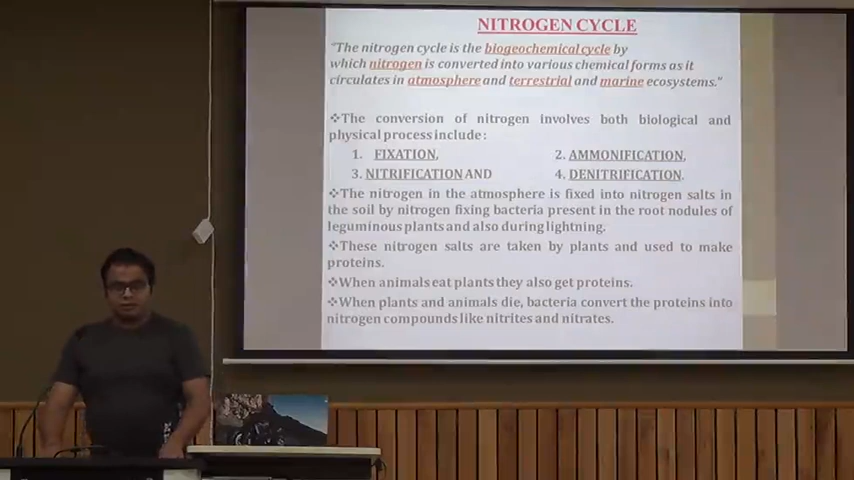 NITROGEN CYCLE
"The nitrogen cycle is the biogeochemical cycle by
which nitrogen is converted into various chemical forms as it
circulates in atmosphere and terrestrial and marine ecosystems."
❖The conversion of nitrogen involves both biological and
physical process include:
1. FIXATION, 2. AMMONIFICATION,
3. NITRIFICATION AND 4. DENITRIFICATION.
❖The nitrogen in the atmosphere is fixed into nitrogen salts in
the soil by nitrogen fixing bacteria present in the root nodules of
leguminous plants and also during lightning.
❖These nitrogen salts are taken by plants and used to make
proteins.
❖When animals eat plants they also get proteins.
❖When plants and animals die, bacteria convert the proteins into
nitrogen compounds like nitrites and nitrates.